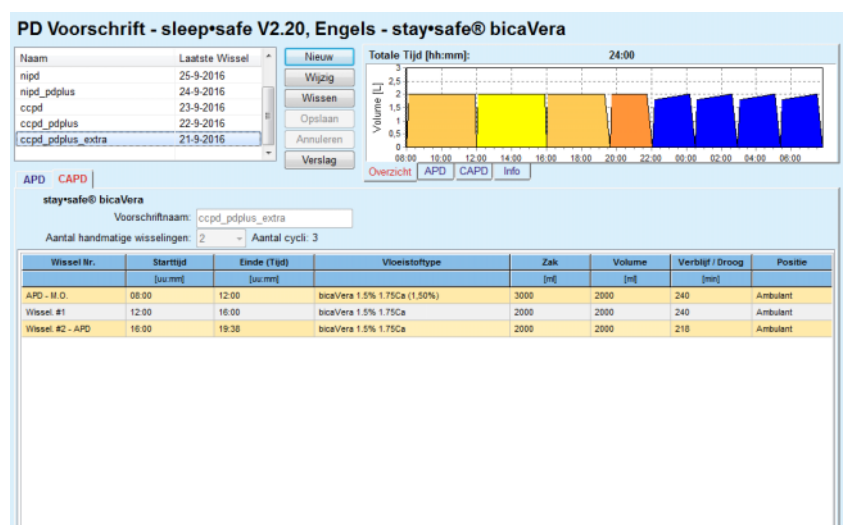 PD Voorschrift - sleep•safe V2.20, Engels - stay•safe® bicaVera
Naam Laatste Wissel
nipd 25-9-2016
nipd_pdplus 24-9-2016
ccpd 23-9-2016
ccpd_pdplus 22-9-2016
ccpd_pdplus_extra 21-9-2016
Nieuw
Wijzig
Wissen
Opslaan
Annuleren
Verslag
Totale Tijd [hh:mm]: 24:00
Volume [L]
3
2,5
2
1,5
1
0,5
0
08:00 10:00 12:00 14:00 16:00 18:00 20:00 22:00 00:00 02:00 04:00 06:00
Overzicht APD CAPD Info
APD CAPD
stay•safe® bicaVera
Voorschriftnaam: ccpd_pdplus_extra
Aantal handmatige wisselingen: 2 Aantal cycli: 3
Wissel Nr. Starttijd Einde (Tijd) Vloeistoftype Zak Volume Verblijf / Droog Positie
[uu:mm] [uu:mm] [ml] [ml] [min]
APD - M.O. 08:00 12:00 bicaVera 1.5% 1.75Ca (1,50%) 3000 2000 240 Ambulant
Wissel. #1 12:00 16:00 bicaVera 1.5% 1.75Ca 2000 2000 240 Ambulant
Wissel. #2 - APD 16:00 19:38 bicaVera 1.5% 1.75Ca 2000 2000 218 Ambulant